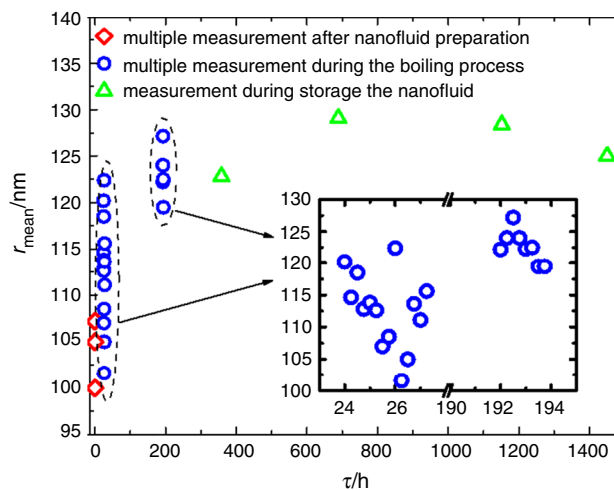 140
135
130
125
120
115
110
105
100
95
r_mean/nm
multiple measurement after nanofluid preparation
multiple measurement during the boiling process
measurement during storage the nanofluid
130
125
120
115
110
105
100
24 26 190 192 194
0 200 400 600 800 1000 1200 1400
τ/h